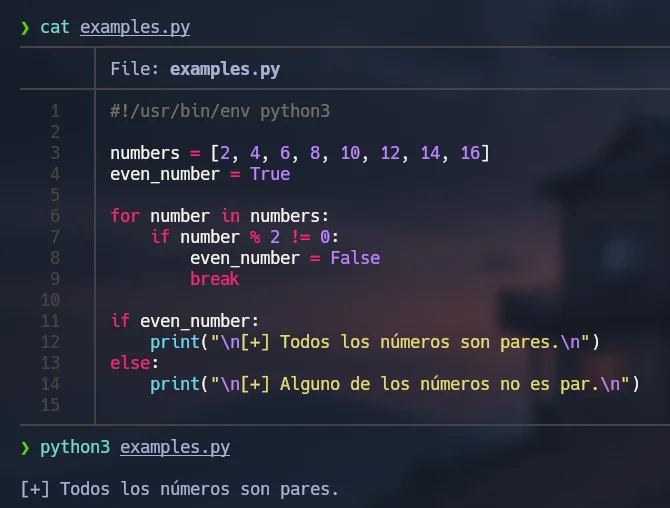 ❯ cat examples.py
File: examples.py
1 #!/usr/bin/env python3
2
3 numbers = [2, 4, 6, 8, 10, 12, 14, 16]
4 even_number = True
5
6 for number in numbers:
7     if number % 2 != 0:
8         even_number = False
9         break
10
11 if even_number:
12     print("\n[+] Todos los números son pares.\n")
13 else:
14     print("\n[+] Alguno de los números no es par.\n")
15
❯ python3 examples.py
[+] Todos los números son pares.